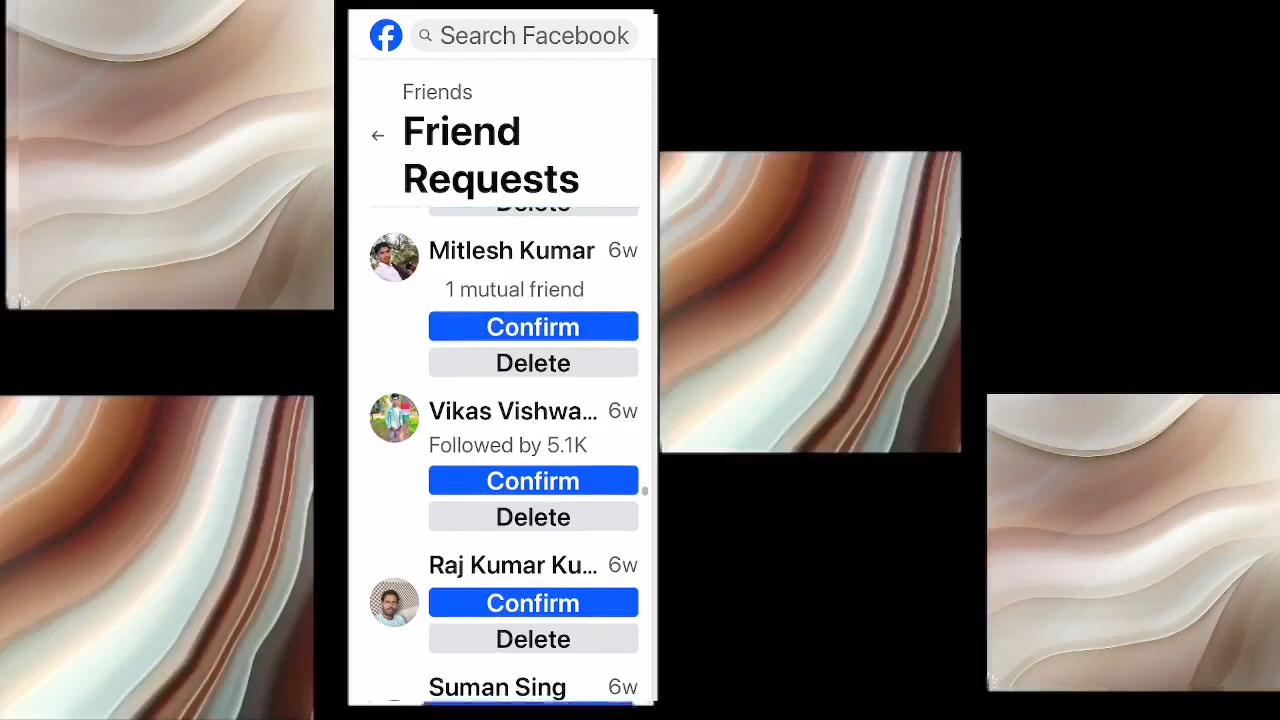 Search Facebook
Friends
Friend
Requests
Delete
Mitlesh Kumar 6w
1 mutual friend
Confirm
Delete
Vikas Vishwa... 6w
Followed by 5.1K
Confirm
Delete
Raj Kumar Ku... 6w
Confirm
Delete
Suman Sing 6w